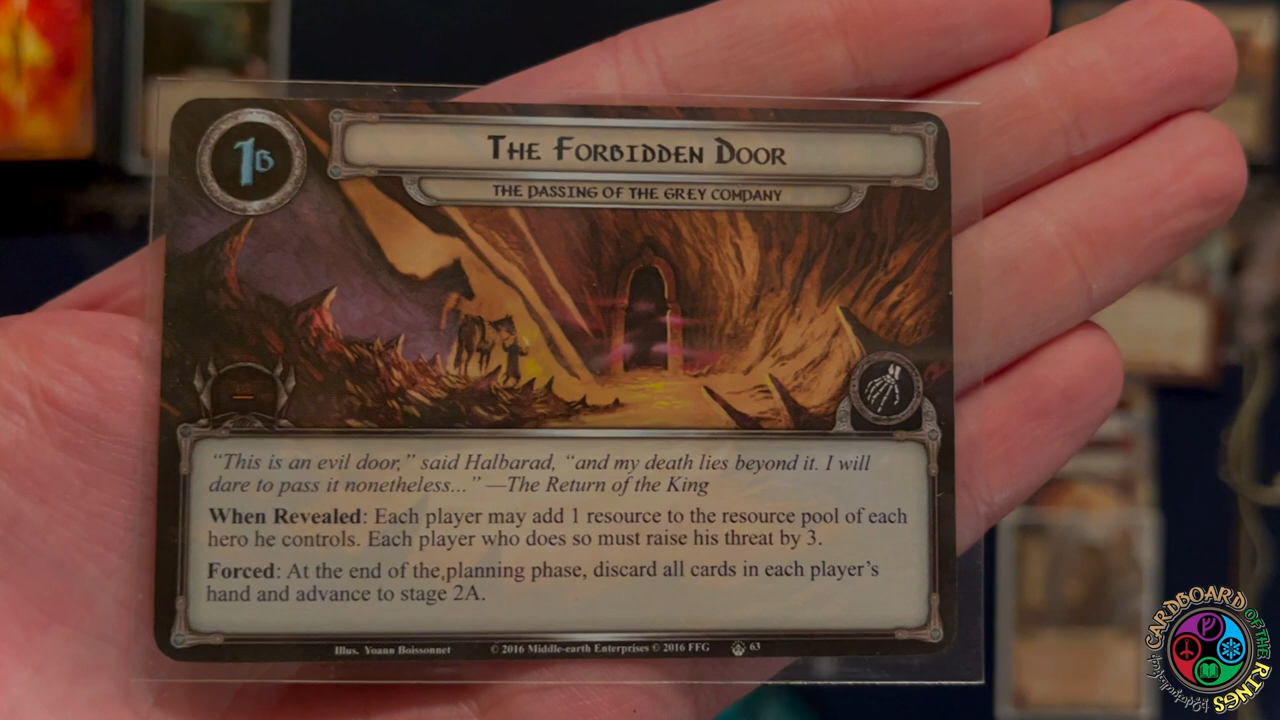 1B
THE FORBIDDEN DOOR
THE PASSING OF THE GREY COMPANY
“This is an evil door,” said Halbarad, “and my death lies beyond it. I will
dare to pass it nonetheless...” —The Return of the King
When Revealed: Each player may add 1 resource to the resource pool of each
hero he controls. Each player who does so must raise his threat by 3.
Forced: At the end of the planning phase, discard all cards in each player’s
hand and advance to stage 2A.
Illus. Yoann Boissonnet © 2016 Middle-earth Enterprises © 2016 FFG 63
CARDBOARD OF THE RINGS